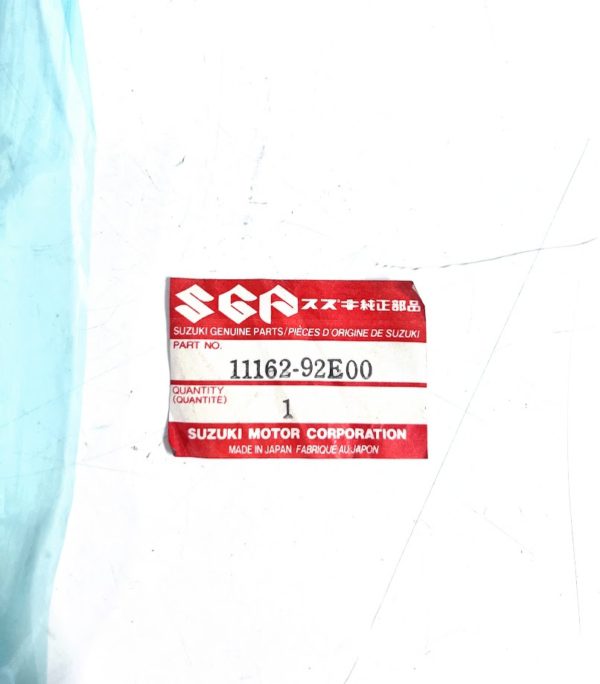 SGP スズキ純正部品
SUZUKI GENUINE PARTS/PIÈCES D'ORIGINE DE SUZUKI
PART NO.
11162-92E00
QUANTITY
(QUANTITÉ)
1
SUZUKI MOTOR CORPORATION
MADE IN JAPAN FABRIQUÉ AU JAPON